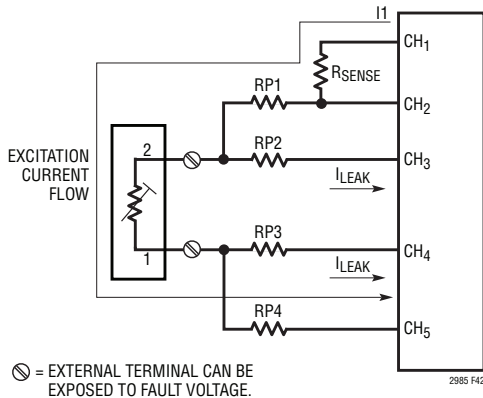 I1
CH1
RSENSE
RP1
CH2
RP2
CH3
EXCITATION
CURRENT
FLOW
2
ILEAK
RP3
CH4
1
ILEAK
RP4
CH5
= EXTERNAL TERMINAL CAN BE
EXPOSED TO FAULT VOLTAGE.
2985 F42